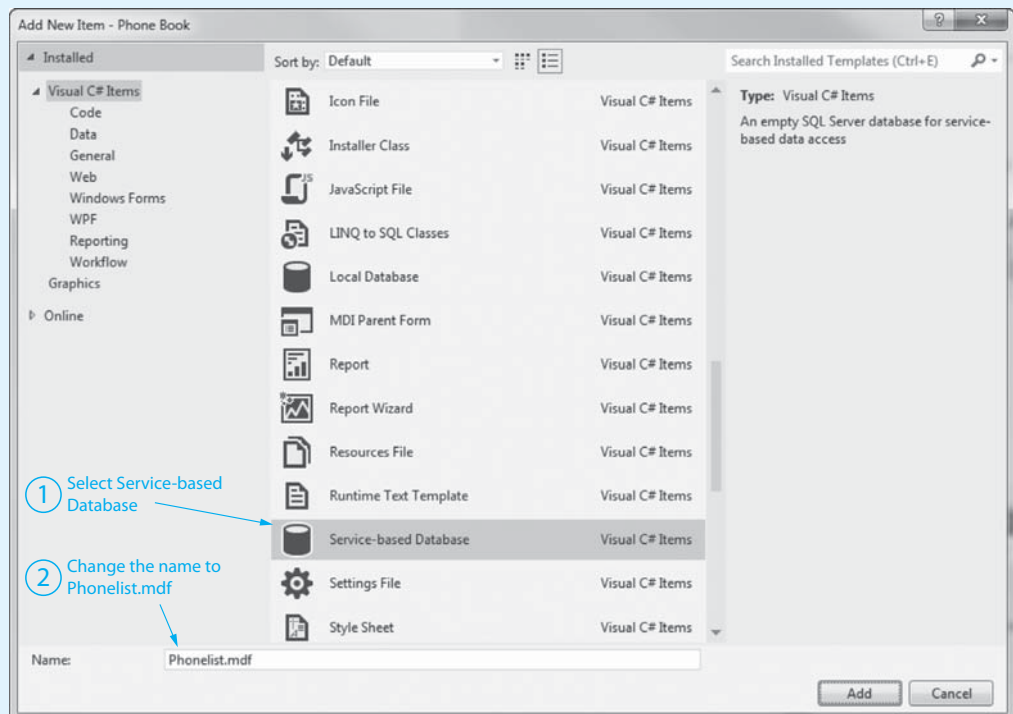 Add New Item - Phone Book
?
X
Installed
Sort by: Default
Search Installed Templates (Ctrl+E)
Visual C# Items
Code
Data
General
Web
Windows Forms
WPF
Reporting
Workflow
Graphics
Online
Icon File Visual C# Items
Installer Class Visual C# Items
JS
JavaScript File Visual C# Items
LINQ to SQL Classes Visual C# Items
Local Database Visual C# Items
MDI Parent Form Visual C# Items
Report Visual C# Items
Report Wizard Visual C# Items
Resources File Visual C# Items
Runtime Text Template Visual C# Items
Service-based Database Visual C# Items
Settings File Visual C# Items
Style Sheet Visual C# Items
Type: Visual C# Items
An empty SQL Server database for service-
based data access
1 Select Service-based
Database
2 Change the name to
Phonelist.mdf
Name: Phonelist.mdf
Add
Cancel